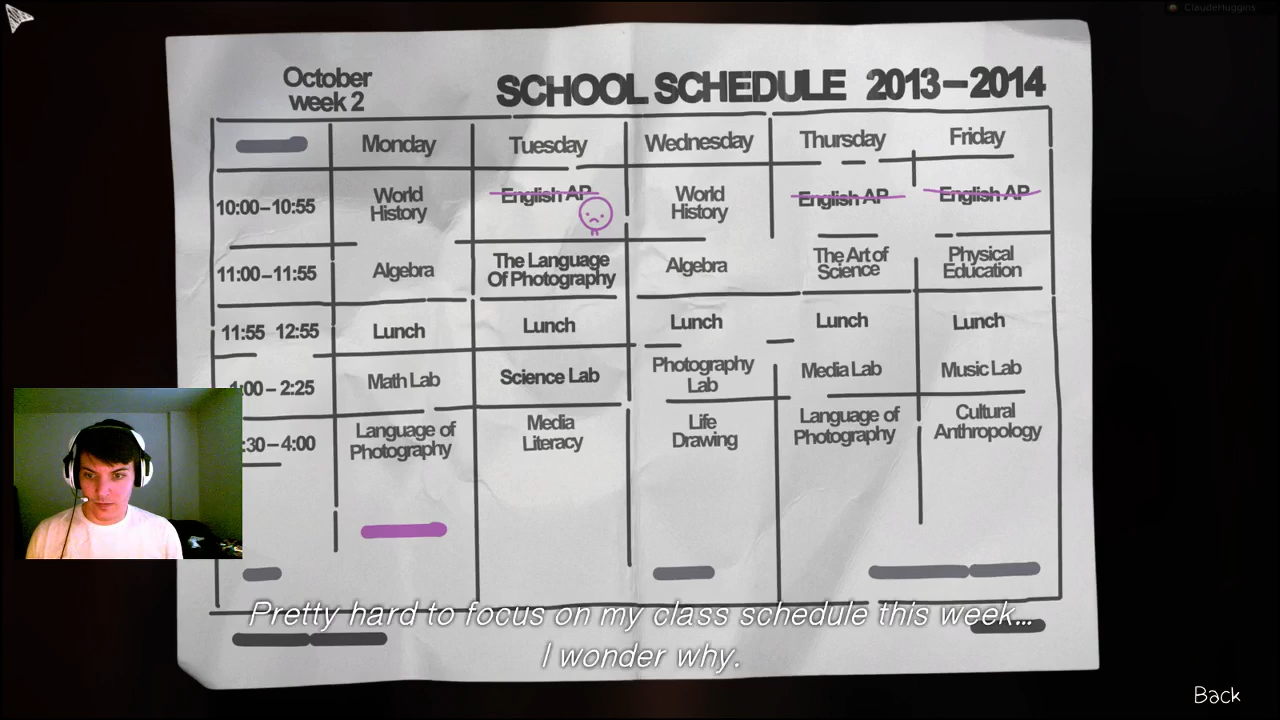 ClaudeHuggins
October
week 2
SCHOOL SCHEDULE 2013-2014
Monday
Tuesday
Wednesday
Thursday
Friday
10:00-10:55
World
History
English AP
World
History
English AP
English AP
11:00-11:55
Algebra
The Language
Of Photography
Algebra
The Art of
Science
Physical
Education
11:55 12:55
Lunch
Lunch
Lunch
Lunch
Lunch
:00 - 2:25
Math Lab
Science Lab
Photography
Lab
Media Lab
Music Lab
:30-4:00
Language of
Photography
Media
Literacy
Life
Drawing
Language of
Photography
Cultural
Anthropology
Pretty hard to focus on my class schedule this week...
I wonder why.
Back